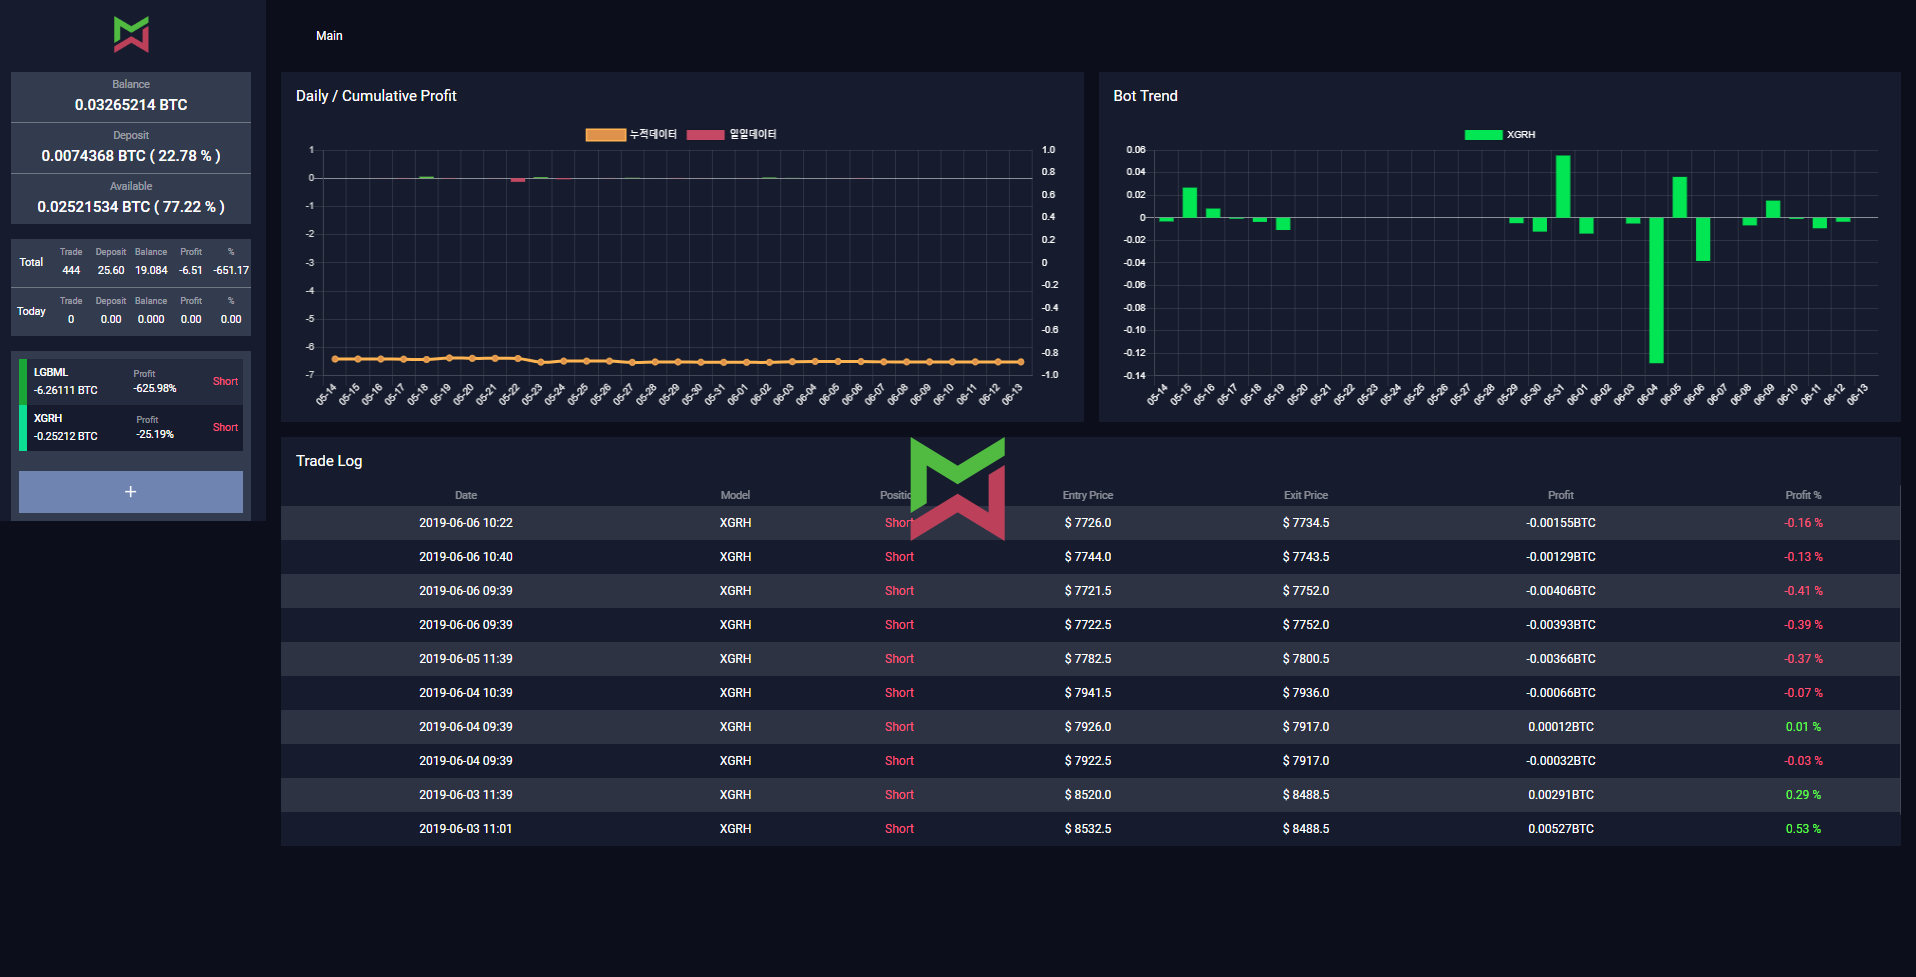 Main
Balance
0.03265214 BTC
Deposit
0.0074368 BTC ( 22.78 % )
Available
0.02521534 BTC ( 77.22 % )
Trade Deposit Balance Profit %
Total 444 25.60 19.084 -6.51 -651.17
Trade Deposit Balance Profit %
Today 0 0.00 0.000 0.00 0.00
LGBML Profit
-6.26111 BTC -625.98% Short
XGRH Profit
-0.25212 BTC -25.19% Short
+
Daily / Cumulative Profit
누적데이터 일일데이터
1 1.0
0 0.8
-1 0.6
-2 0.4
-3 0.2
-4 0
-5 -0.2
-6 -0.4
-7 -0.6
-0.8
-1.0
05-14 05-15 05-16 05-17 05-18 05-19 05-20 05-21 05-22 05-23 05-24 05-25 05-26 05-27 05-28 05-29 05-30 05-31 06-01 06-02 06-03 06-04 06-05 06-06 06-07 06-08 06-09 06-10 06-11 06-12 06-13
Bot Trend
XGRH
0.06
0.04
0.02
0
-0.02
-0.04
-0.06
-0.08
-0.10
-0.12
-0.14
05-14 05-15 05-16 05-17 05-18 05-19 05-20 05-21 05-22 05-23 05-24 05-25 05-26 05-27 05-28 05-29 05-30 05-31 06-01 06-02 06-03 06-04 06-05 06-06 06-07 06-08 06-09 06-10 06-11 06-12 06-13
Trade Log
Date Model Positio Entry Price Exit Price Profit Profit %
2019-06-06 10:22 XGRH Short $ 7726.0 $ 7734.5 -0.00155BTC -0.16 %
2019-06-06 10:40 XGRH Short $ 7744.0 $ 7743.5 -0.00129BTC -0.13 %
2019-06-06 09:39 XGRH Short $ 7721.5 $ 7752.0 -0.00406BTC -0.41 %
2019-06-06 09:39 XGRH Short $ 7722.5 $ 7752.0 -0.00393BTC -0.39 %
2019-06-05 11:39 XGRH Short $ 7782.5 $ 7800.5 -0.00366BTC -0.37 %
2019-06-04 10:39 XGRH Short $ 7941.5 $ 7936.0 -0.00066BTC -0.07 %
2019-06-04 09:39 XGRH Short $ 7926.0 $ 7917.0 0.00012BTC 0.01 %
2019-06-04 09:39 XGRH Short $ 7922.5 $ 7917.0 -0.00032BTC -0.03 %
2019-06-03 11:39 XGRH Short $ 8520.0 $ 8488.5 0.00291BTC 0.29 %
2019-06-03 11:01 XGRH Short $ 8532.5 $ 8488.5 0.00527BTC 0.53 %